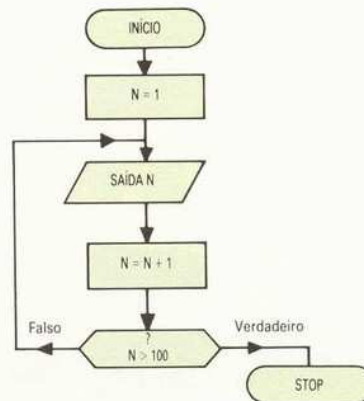 INÍCIO
N = 1
SAÍDA N
N = N + 1
?
N > 100
Falso
Verdadeiro
STOP